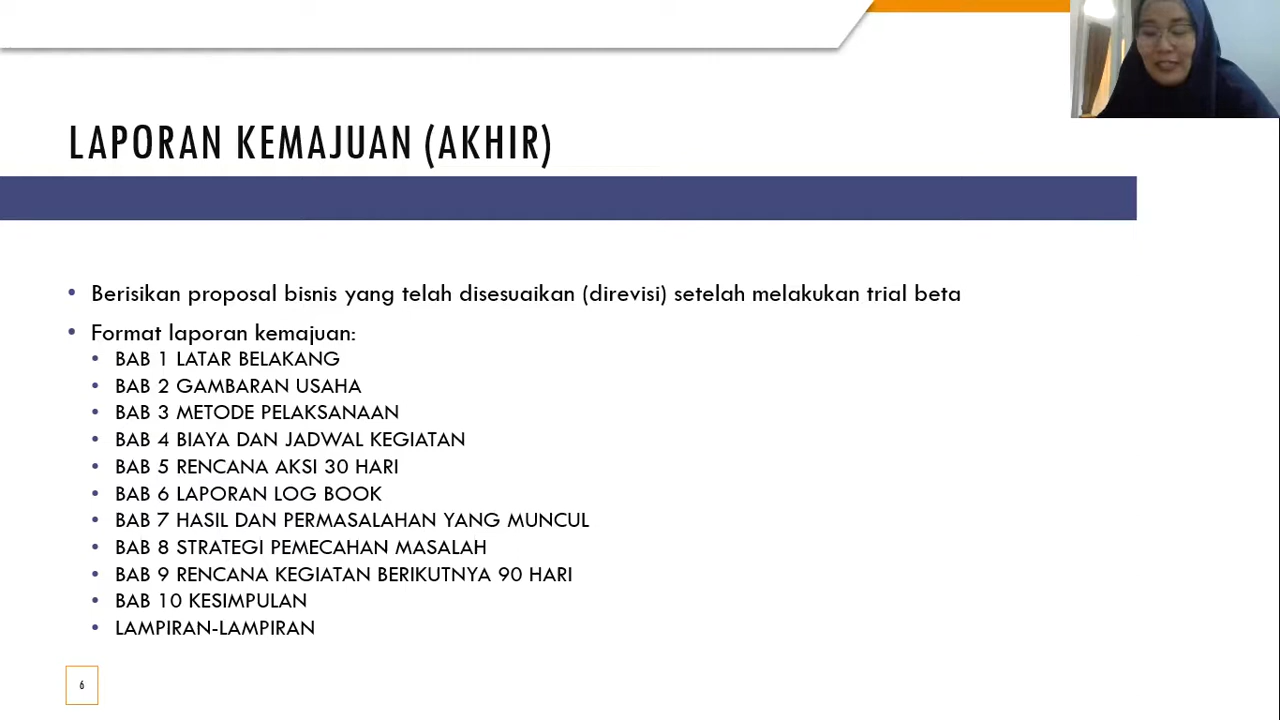 LAPORAN KEMAJUAN (AKHIR)
• Berisikan proposal bisnis yang telah disesuaikan (direvisi) setelah melakukan trial beta
• Format laporan kemajuan:
• BAB 1 LATAR BELAKANG
• BAB 2 GAMBARAN USAHA
• BAB 3 METODE PELAKSANAAN
• BAB 4 BIAYA DAN JADWAL KEGIATAN
• BAB 5 RENCANA AKSI 30 HARI
• BAB 6 LAPORAN LOG BOOK
• BAB 7 HASIL DAN PERMASALAHAN YANG MUNCUL
• BAB 8 STRATEGI PEMECAHAN MASALAH
• BAB 9 RENCANA KEGIATAN BERIKUTNYA 90 HARI
• BAB 10 KESIMPULAN
• LAMPIRAN-LAMPIRAN
6